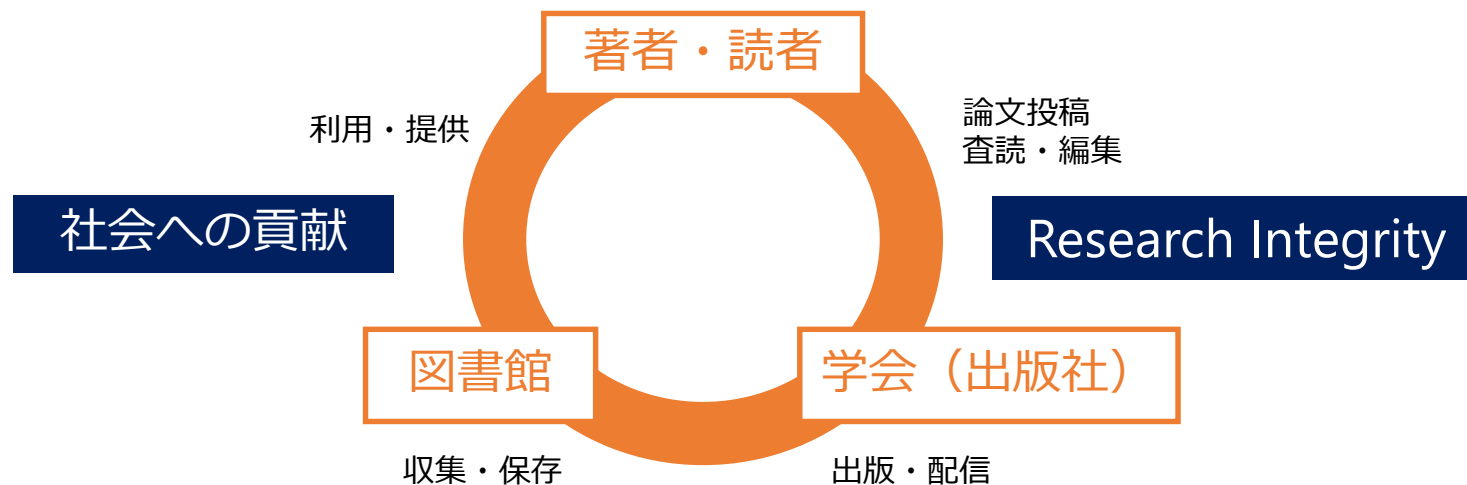 著者・読者
利用・提供
論文投稿
査読・編集
社会への貢献
Research Integrity
図書館
学会（出版社）
収集・保存
出版・配信